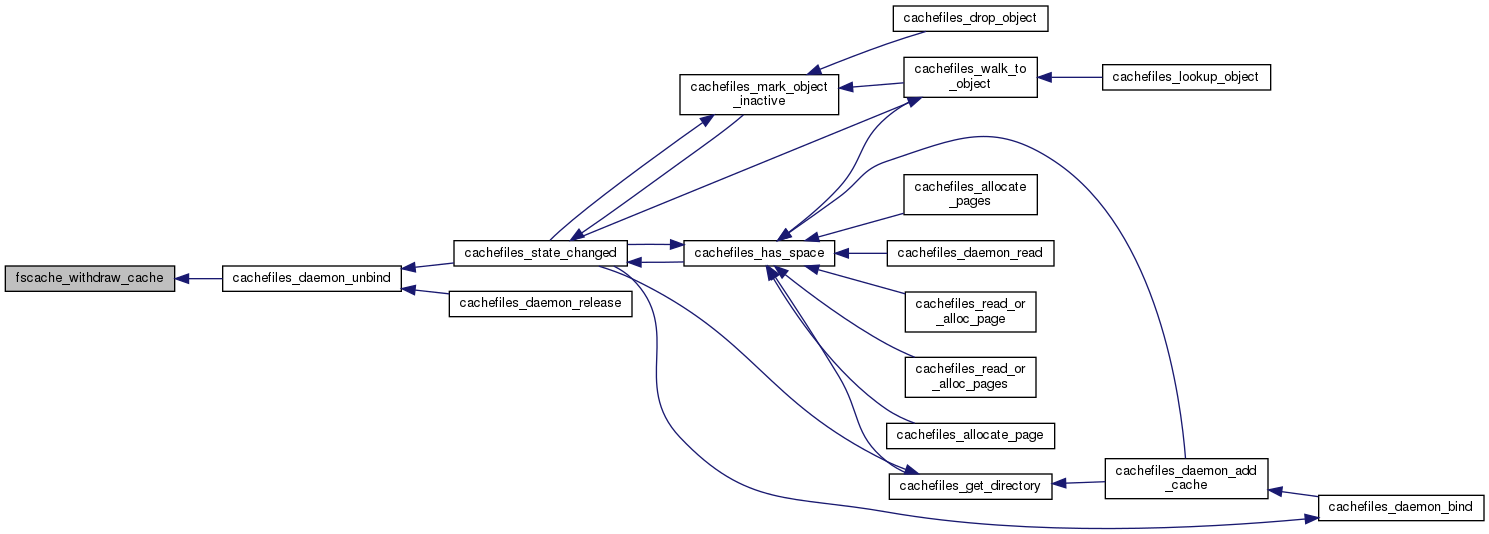 cachefiles_drop_object
cachefiles_walk_to
_object
cachefiles_lookup_object
cachefiles_mark_object
_inactive
cachefiles_allocate
_pages
cachefiles_state_changed
cachefiles_has_space
cachefiles_daemon_read
fscache_withdraw_cache
cachefiles_daemon_unbind
cachefiles_daemon_release
cachefiles_read_or
_alloc_page
cachefiles_read_or
_alloc_pages
cachefiles_allocate_page
cachefiles_get_directory
cachefiles_daemon_add
_cache
cachefiles_daemon_bind